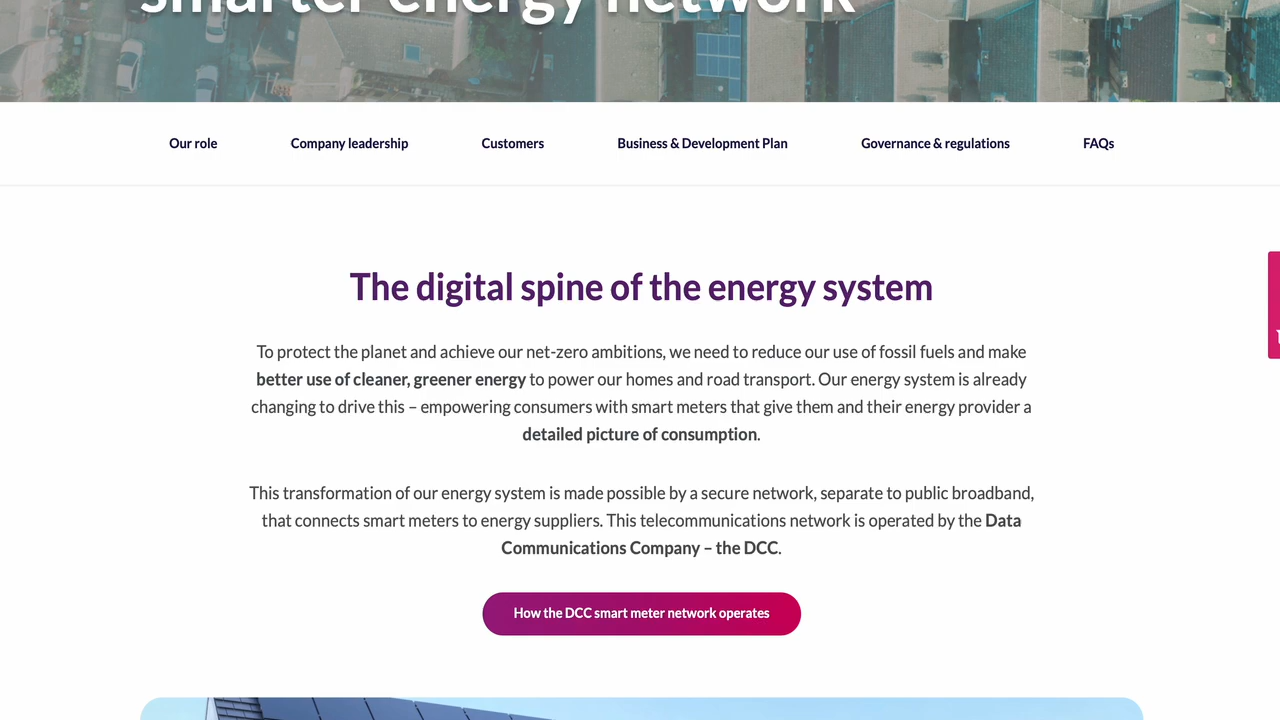 smarter energy network
Our role
Company leadership
Customers
Business & Development Plan
Governance & regulations
FAQs
The digital spine of the energy system
To protect the planet and achieve our net-zero ambitions, we need to reduce our use of fossil fuels and make
better use of cleaner, greener energy to power our homes and road transport. Our energy system is already
changing to drive this – empowering consumers with smart meters that give them and their energy provider a
detailed picture of consumption.
This transformation of our energy system is made possible by a secure network, separate to public broadband,
that connects smart meters to energy suppliers. This telecommunications network is operated by the Data
Communications Company – the DCC.
How the DCC smart meter network operates